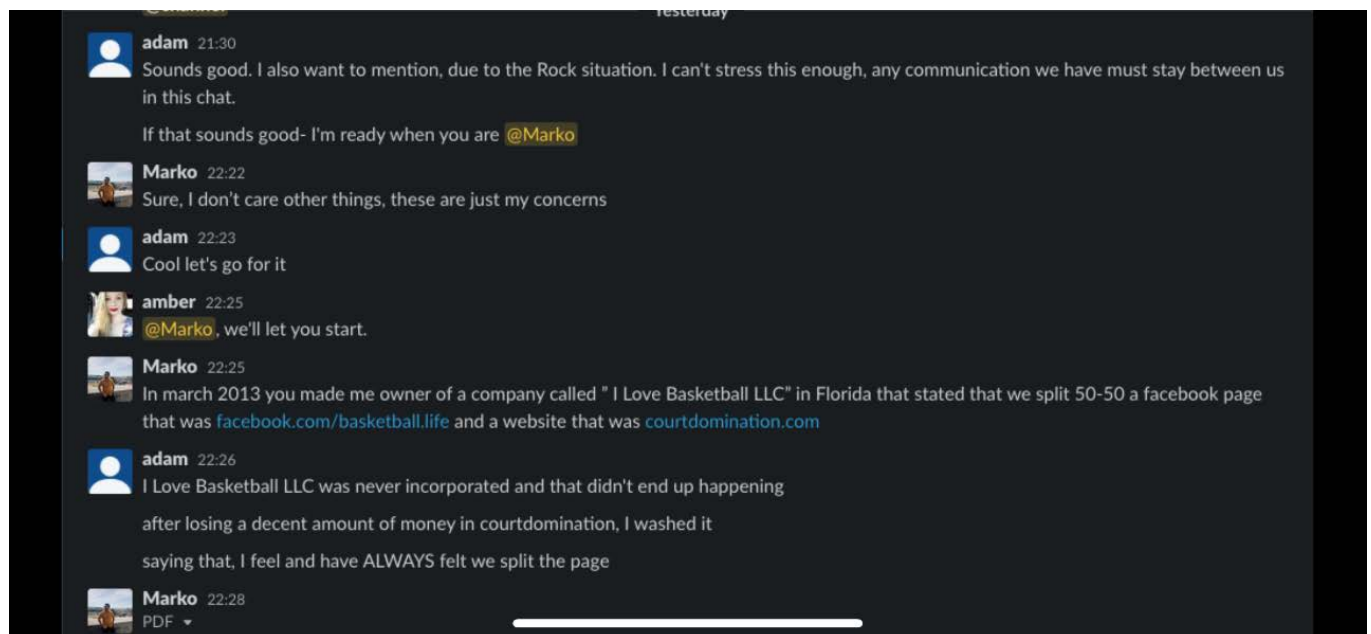 @channel
Yesterday
adam 21:30
Sounds good. I also want to mention, due to the Rock situation. I can't stress this enough, any communication we have must stay between us
in this chat.
If that sounds good- I'm ready when you are @Marko
Marko 22:22
Sure, I don't care other things, these are just my concerns
adam 22:23
Cool let's go for it
amber 22:25
@Marko, we'll let you start.
Marko 22:25
In march 2013 you made me owner of a company called " I Love Basketball LLC" in Florida that stated that we split 50-50 a facebook page
that was facebook.com/basketball.life and a website that was courtdomination.com
adam 22:26
I Love Basketball LLC was never incorporated and that didn't end up happening
after losing a decent amount of money in courtdomination, I washed it
saying that, I feel and have ALWAYS felt we split the page
Marko 22:28
PDF